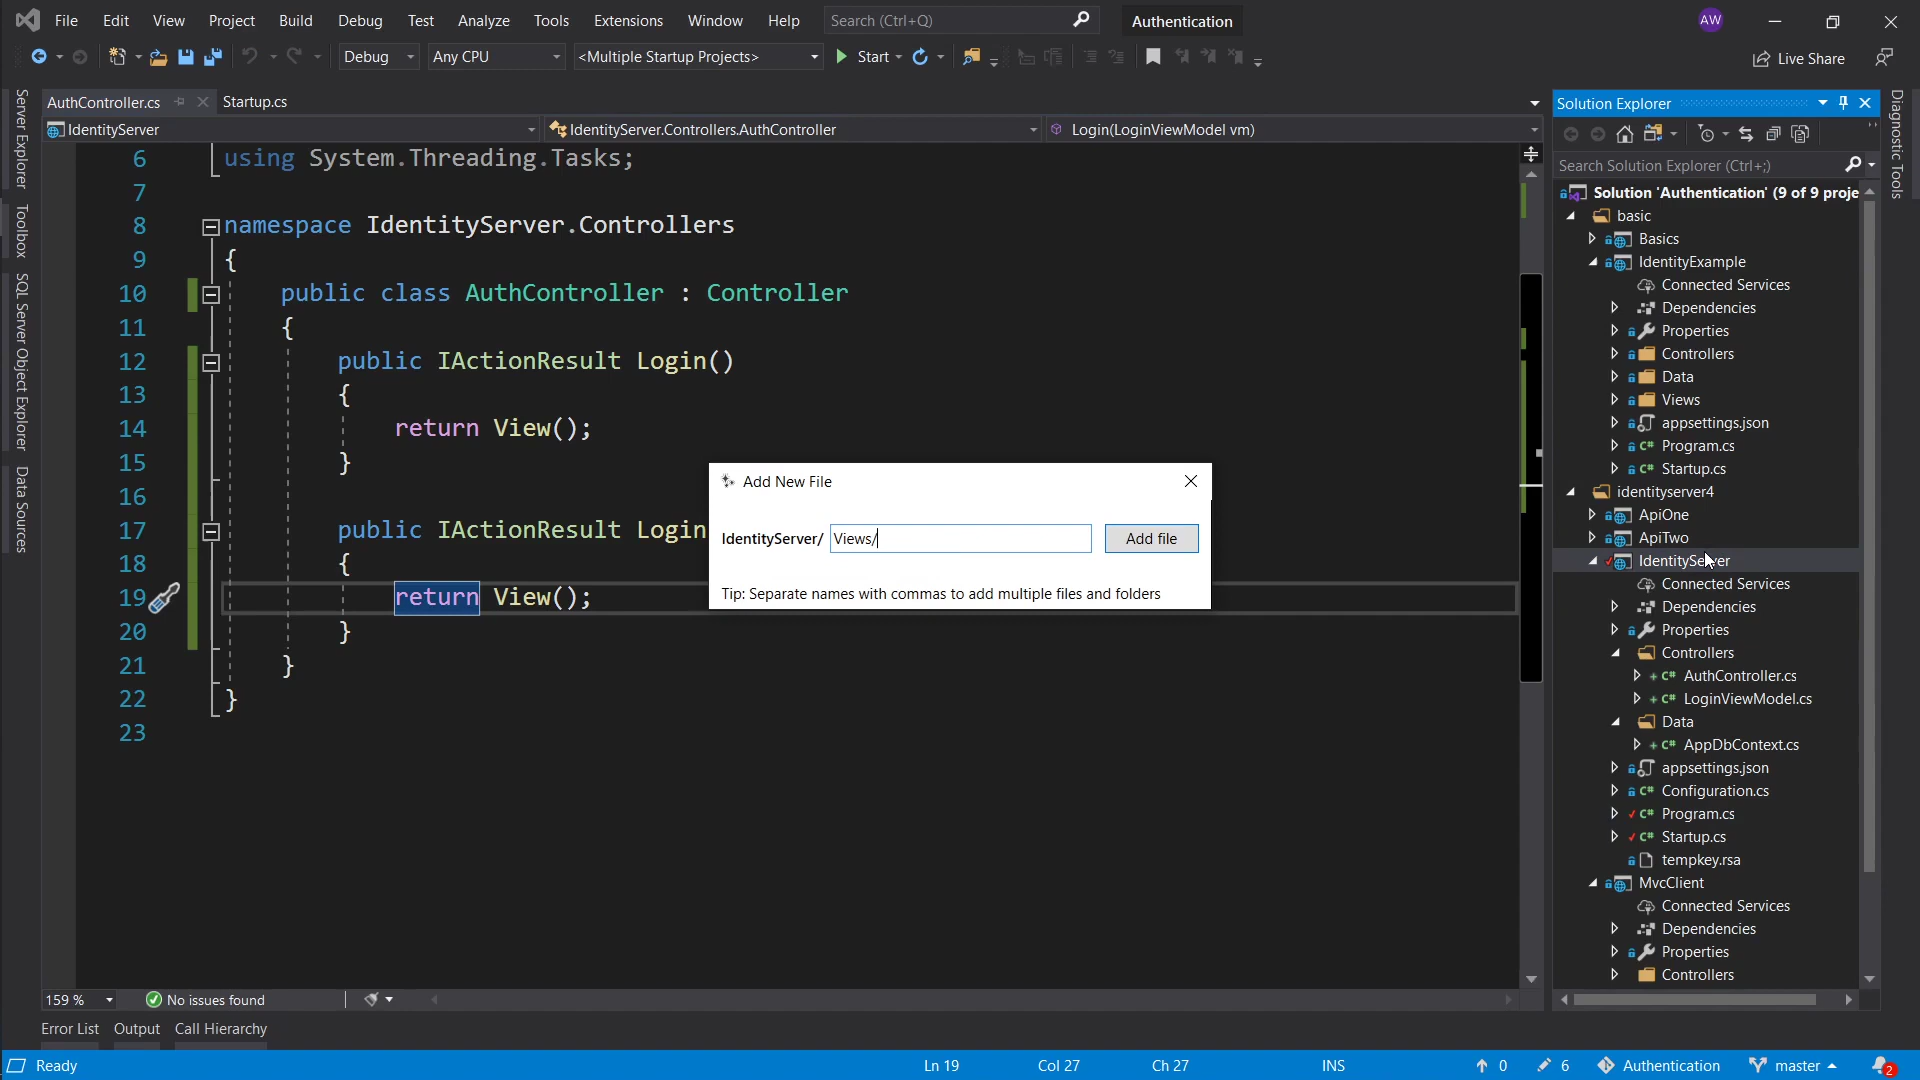 File Edit View Project Build Debug Test Analyze Tools Extensions Window Help Search (Ctrl+Q) Authentication AW
Debug Any CPU <Multiple Startup Projects> Start Live Share
Server Explorer
Toolbox
SQL Server Object Explorer
Data Sources
AuthController.cs Startup.cs
IdentityServer IdentityServer.Controllers.AuthController Login(LoginViewModel vm)
6 using System.Threading.Tasks;
7
8 namespace IdentityServer.Controllers
9 {
10 public class AuthController : Controller
11 {
12 public IActionResult Login()
13 {
14 return View();
15 }
16
17 public IActionResult Login
18 {
19 return View();
20 }
21 }
22 }
23
Add New File
IdentityServer/ Views/ Add file
Tip: Separate names with commas to add multiple files and folders
159 % No issues found
Error List Output Call Hierarchy
Solution Explorer
Search Solution Explorer (Ctrl+;)
Solution 'Authentication' (9 of 9 proje
basic
Basics
IdentityExample
Connected Services
Dependencies
Properties
Controllers
Data
Views
appsettings.json
C# Program.cs
C# Startup.cs
identityserver4
ApiOne
ApiTwo
IdentityServer
Connected Services
Dependencies
Properties
Controllers
C# AuthController.cs
C# LoginViewModel.cs
Data
C# AppDbContext.cs
appsettings.json
C# Configuration.cs
C# Program.cs
C# Startup.cs
tempkey.rsa
MvcClient
Connected Services
Dependencies
Properties
Controllers
Diagnostic Tools
Ready Ln 19 Col 27 Ch 27 INS 0 6 Authentication master 2